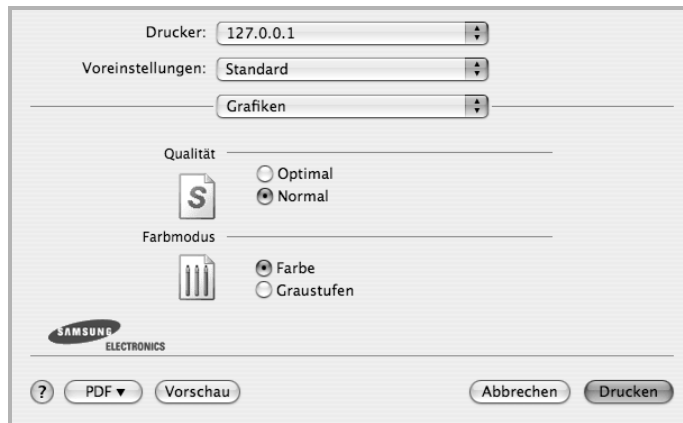 Drucker: 127.0.0.1
Voreinstellungen: Standard
Grafiken
Qualität
Optimal
S
Normal
Farbmodus
Farbe
Graustufen
SAMSUNG
ELECTRONICS
? PDF ▼ Vorschau Abbrechen Drucken